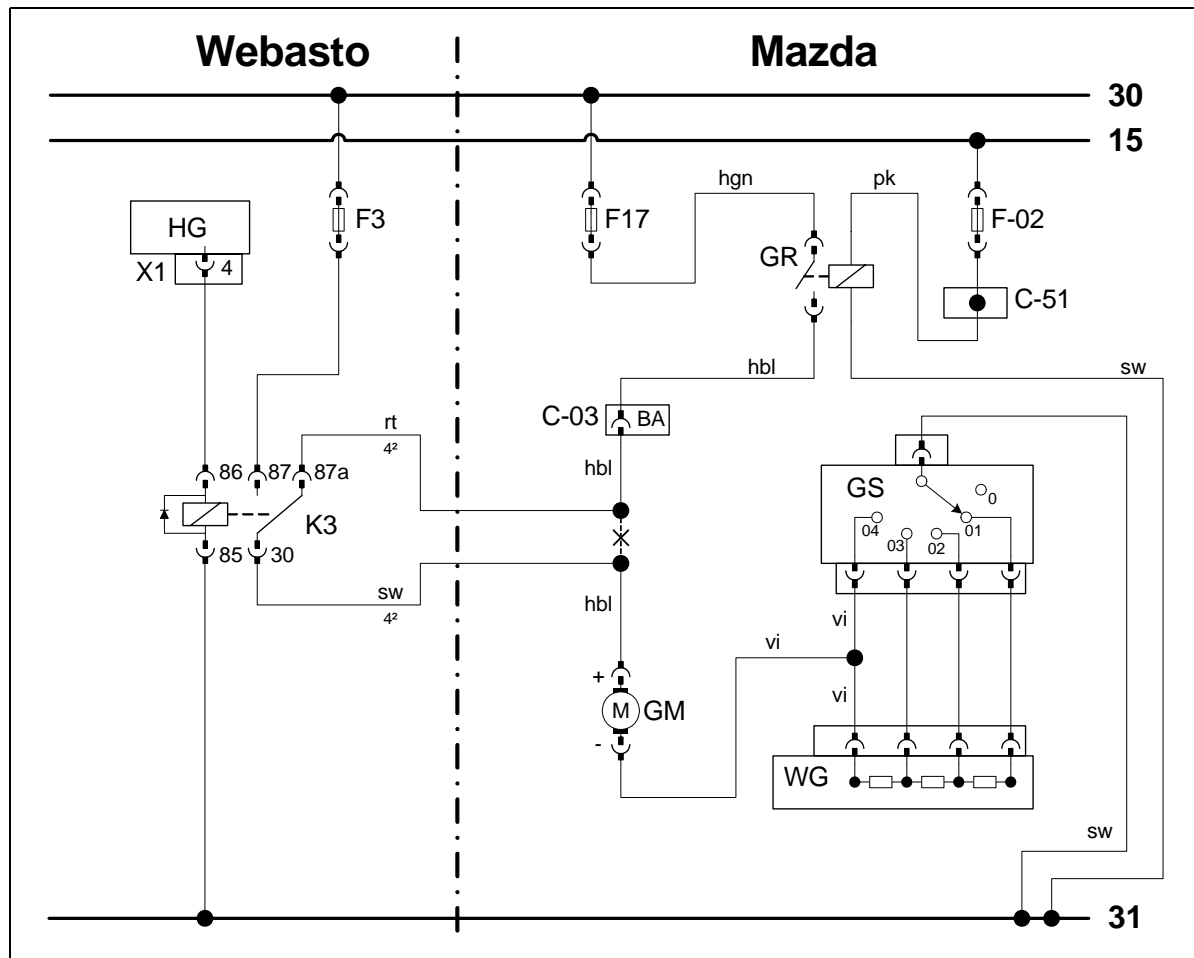 Webasto
Mazda
30
15
hgn
pk
HG
F3
F17
F-02
X1
4
GR
C-51
hbl
sw
C-03
BA
rt
4²
hbl
86
87
87a
K3
85
30
GS
0
04
03
02
01
sw
4²
hbl
vi
vi
vi
+
M
GM
-
WG
sw
31